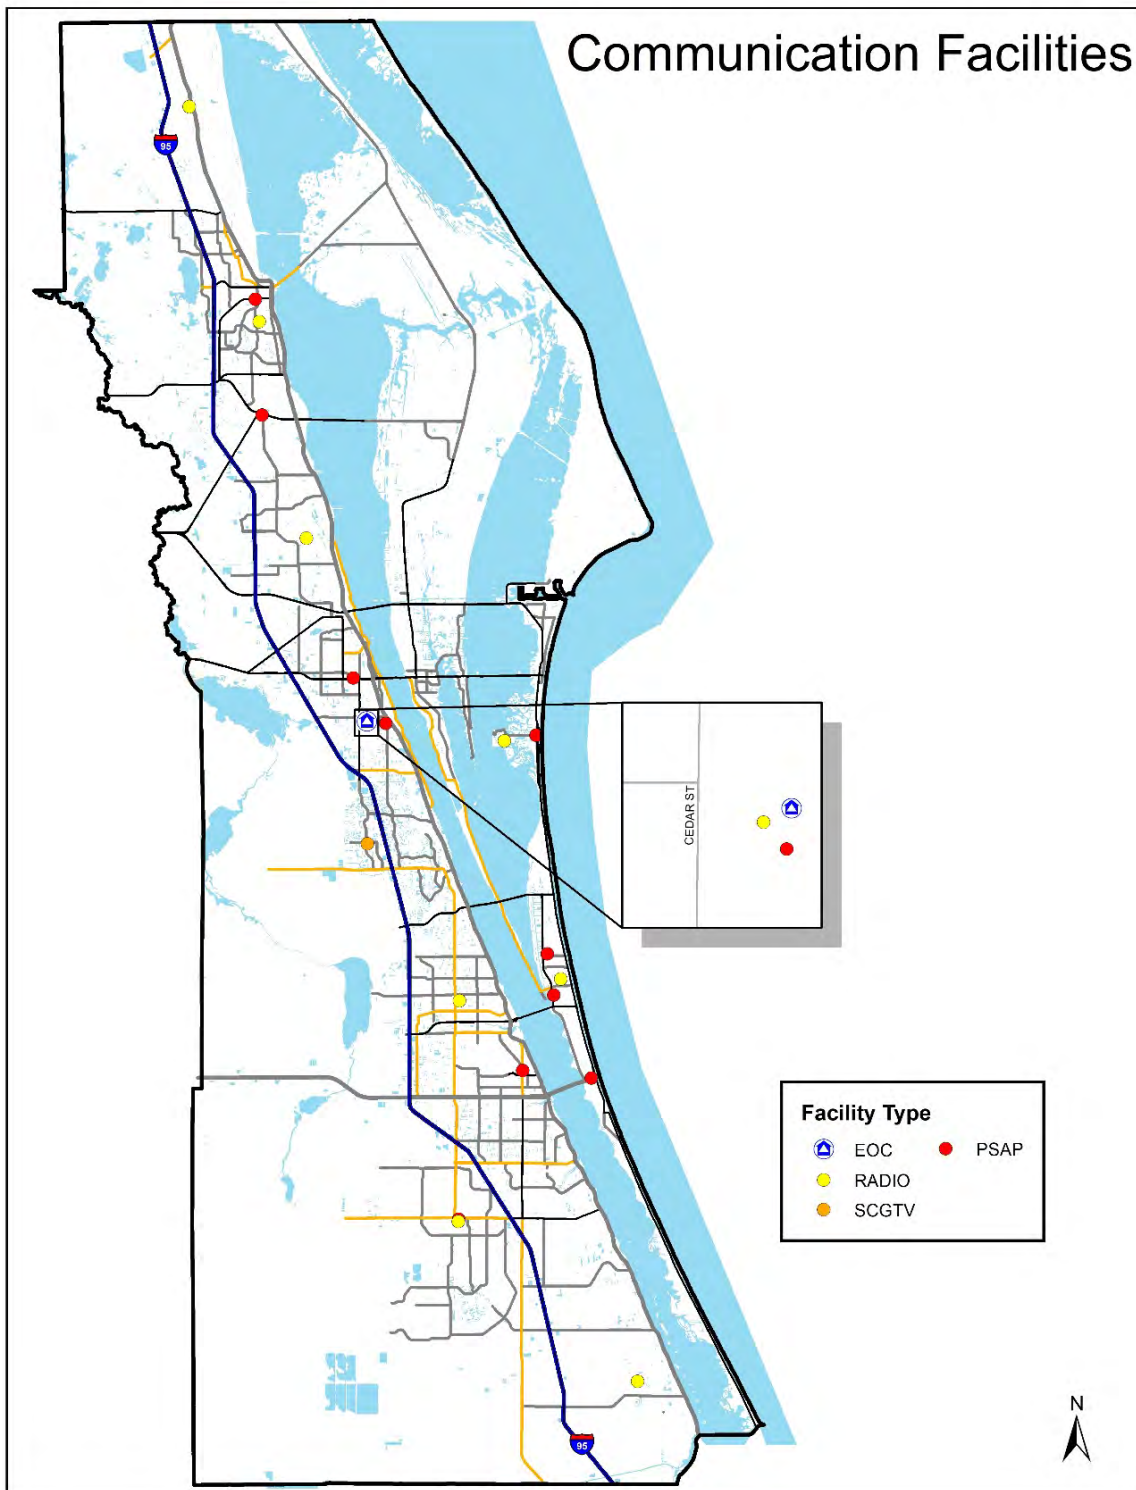 Communication Facilities
95
CEDAR ST
Facility Type
EOC
PSAP
RADIO
SCGTV
N
95